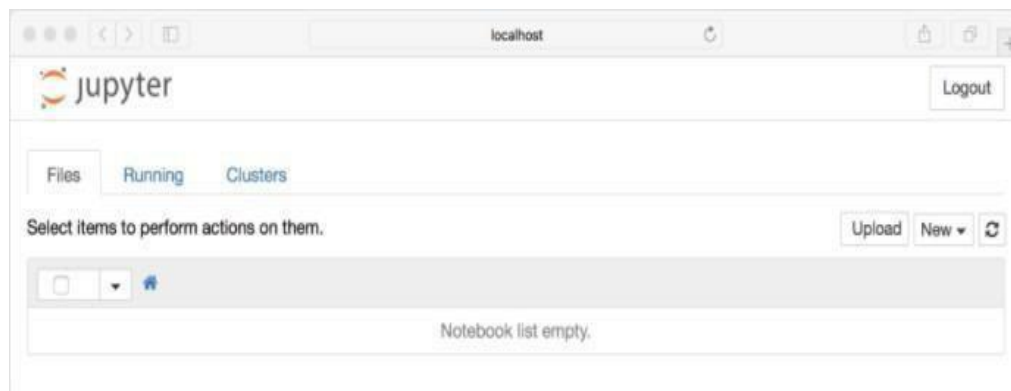 localhost
jupyter
Logout
Files Running Clusters
Select items to perform actions on them.
Upload New
Notebook list empty.